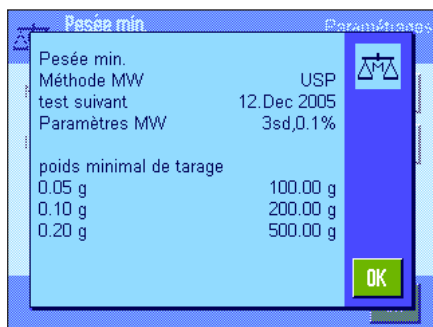 Pesée min.
Paramétrages
Pesée min.
Méthode MW USP
test suivant 12.Dec 2005
Paramètres MW 3sd,0.1%
poids minimal de tarage
0.05 g 100.00 g
0.10 g 200.00 g
0.20 g 500.00 g
OK